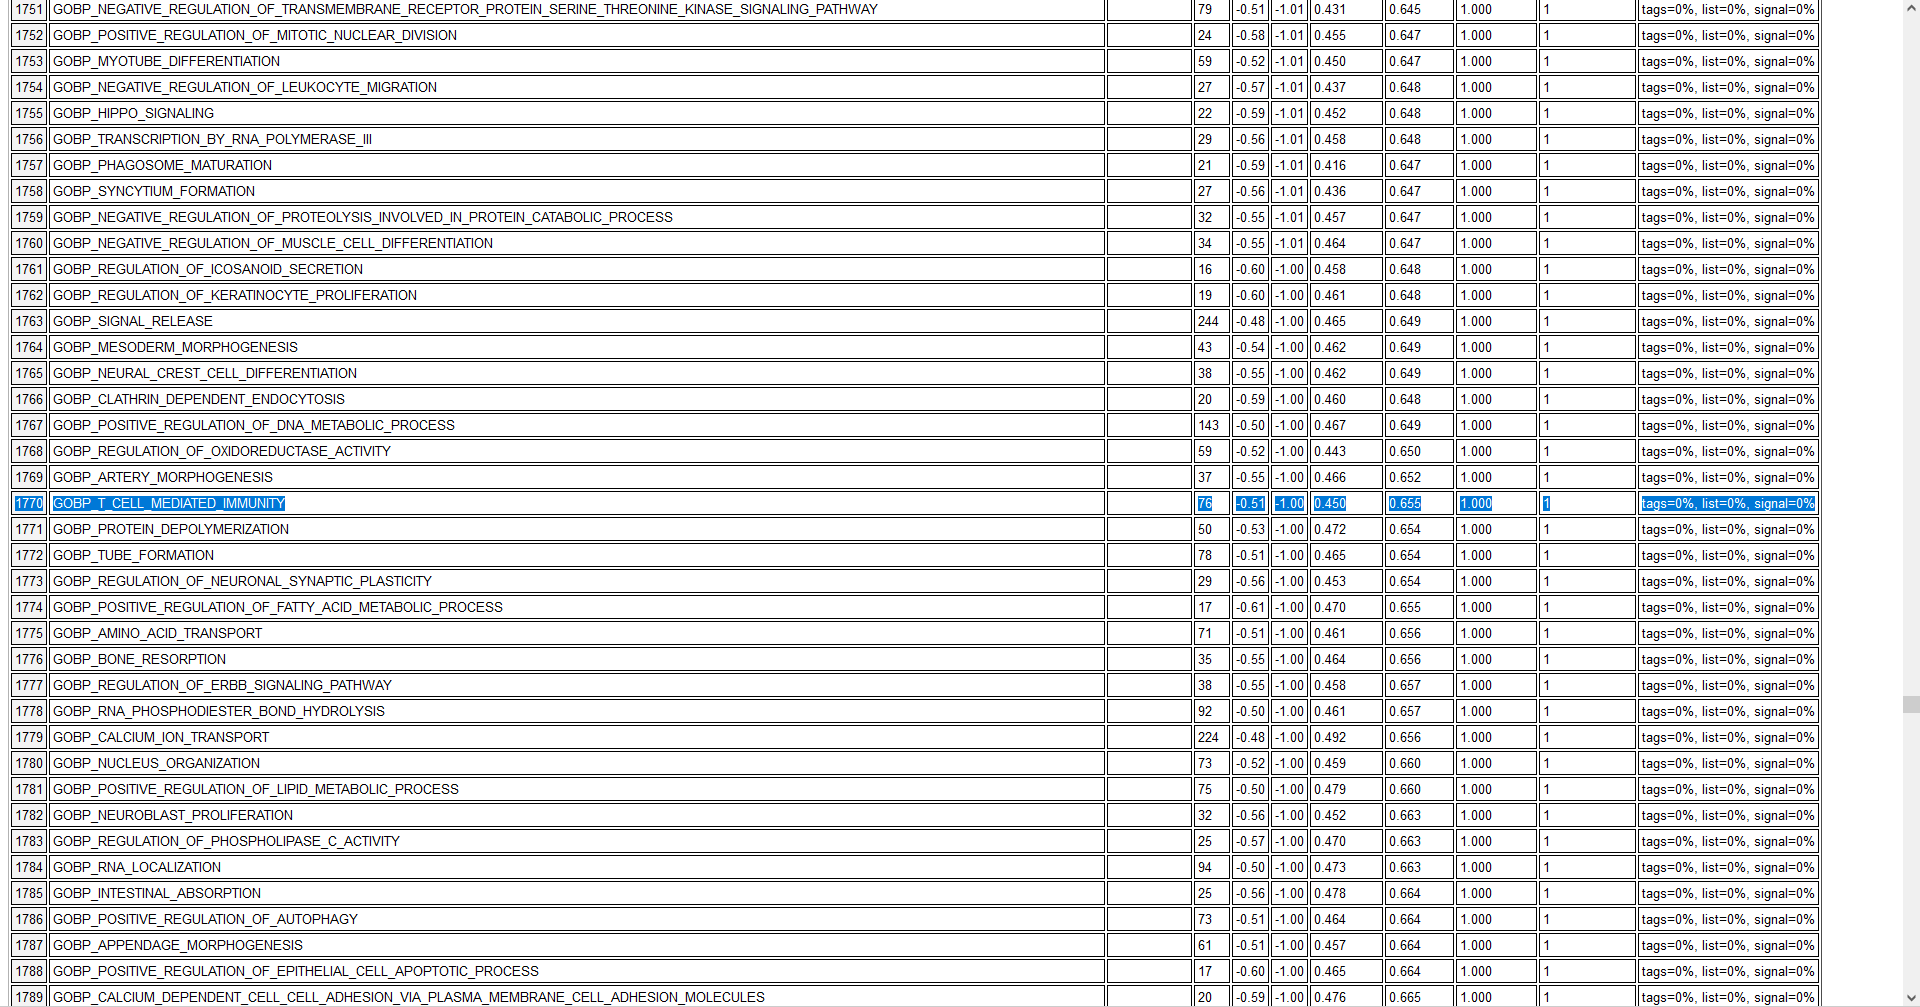 1751 GOBP_NEGATIVE_REGULATION_OF_TRANSMEMBRANE_RECEPTOR_PROTEIN_SERINE_THREONINE_KINASE_SIGNALING_PATHWAY 79 -0.51 -1.01 0.431 0.645 1.000 1 tags=0%, list=0%, signal=0%
1752 GOBP_POSITIVE_REGULATION_OF_MITOTIC_NUCLEAR_DIVISION 24 -0.58 -1.01 0.455 0.647 1.000 1 tags=0%, list=0%, signal=0%
1753 GOBP_MYOTUBE_DIFFERENTIATION 59 -0.52 -1.01 0.450 0.647 1.000 1 tags=0%, list=0%, signal=0%
1754 GOBP_NEGATIVE_REGULATION_OF_LEUKOCYTE_MIGRATION 27 -0.57 -1.01 0.437 0.648 1.000 1 tags=0%, list=0%, signal=0%
1755 GOBP_HIPPO_SIGNALING 22 -0.59 -1.01 0.452 0.648 1.000 1 tags=0%, list=0%, signal=0%
1756 GOBP_TRANSCRIPTION_BY_RNA_POLYMERASE_III 29 -0.56 -1.01 0.458 0.648 1.000 1 tags=0%, list=0%, signal=0%
1757 GOBP_PHAGOSOME_MATURATION 21 -0.59 -1.01 0.416 0.647 1.000 1 tags=0%, list=0%, signal=0%
1758 GOBP_SYNCYTIUM_FORMATION 27 -0.56 -1.01 0.436 0.647 1.000 1 tags=0%, list=0%, signal=0%
1759 GOBP_NEGATIVE_REGULATION_OF_PROTEOLYSIS_INVOLVED_IN_PROTEIN_CATABOLIC_PROCESS 32 -0.55 -1.01 0.457 0.647 1.000 1 tags=0%, list=0%, signal=0%
1760 GOBP_NEGATIVE_REGULATION_OF_MUSCLE_CELL_DIFFERENTIATION 34 -0.55 -1.01 0.464 0.647 1.000 1 tags=0%, list=0%, signal=0%
1761 GOBP_REGULATION_OF_ICOSANOID_SECRETION 16 -0.60 -1.00 0.458 0.648 1.000 1 tags=0%, list=0%, signal=0%
1762 GOBP_REGULATION_OF_KERATINOCYTE_PROLIFERATION 19 -0.60 -1.00 0.461 0.648 1.000 1 tags=0%, list=0%, signal=0%
1763 GOBP_SIGNAL_RELEASE 244 -0.48 -1.00 0.465 0.649 1.000 1 tags=0%, list=0%, signal=0%
1764 GOBP_MESODERM_MORPHOGENESIS 43 -0.54 -1.00 0.462 0.649 1.000 1 tags=0%, list=0%, signal=0%
1765 GOBP_NEURAL_CREST_CELL_DIFFERENTIATION 38 -0.55 -1.00 0.462 0.649 1.000 1 tags=0%, list=0%, signal=0%
1766 GOBP_CLATHRIN_DEPENDENT_ENDOCYTOSIS 20 -0.59 -1.00 0.460 0.648 1.000 1 tags=0%, list=0%, signal=0%
1767 GOBP_POSITIVE_REGULATION_OF_DNA_METABOLIC_PROCESS 143 -0.50 -1.00 0.467 0.649 1.000 1 tags=0%, list=0%, signal=0%
1768 GOBP_REGULATION_OF_OXIDOREDUCTASE_ACTIVITY 59 -0.52 -1.00 0.443 0.650 1.000 1 tags=0%, list=0%, signal=0%
1769 GOBP_ARTERY_MORPHOGENESIS 37 -0.55 -1.00 0.466 0.652 1.000 1 tags=0%, list=0%, signal=0%
1770 GOBP_T_CELL_MEDIATED_IMMUNITY 76 -0.51 -1.00 0.450 0.655 1.000 1 tags=0%, list=0%, signal=0%
1771 GOBP_PROTEIN_DEPOLYMERIZATION 50 -0.53 -1.00 0.472 0.654 1.000 1 tags=0%, list=0%, signal=0%
1772 GOBP_TUBE_FORMATION 78 -0.51 -1.00 0.465 0.654 1.000 1 tags=0%, list=0%, signal=0%
1773 GOBP_REGULATION_OF_NEURONAL_SYNAPTIC_PLASTICITY 29 -0.56 -1.00 0.453 0.654 1.000 1 tags=0%, list=0%, signal=0%
1774 GOBP_POSITIVE_REGULATION_OF_FATTY_ACID_METABOLIC_PROCESS 17 -0.61 -1.00 0.470 0.655 1.000 1 tags=0%, list=0%, signal=0%
1775 GOBP_AMINO_ACID_TRANSPORT 71 -0.51 -1.00 0.461 0.656 1.000 1 tags=0%, list=0%, signal=0%
1776 GOBP_BONE_RESORPTION 35 -0.55 -1.00 0.464 0.656 1.000 1 tags=0%, list=0%, signal=0%
1777 GOBP_REGULATION_OF_ERBB_SIGNALING_PATHWAY 38 -0.55 -1.00 0.458 0.657 1.000 1 tags=0%, list=0%, signal=0%
1778 GOBP_RNA_PHOSPHODIESTER_BOND_HYDROLYSIS 92 -0.50 -1.00 0.461 0.657 1.000 1 tags=0%, list=0%, signal=0%
1779 GOBP_CALCIUM_ION_TRANSPORT 224 -0.48 -1.00 0.492 0.656 1.000 1 tags=0%, list=0%, signal=0%
1780 GOBP_NUCLEUS_ORGANIZATION 73 -0.52 -1.00 0.459 0.660 1.000 1 tags=0%, list=0%, signal=0%
1781 GOBP_POSITIVE_REGULATION_OF_LIPID_METABOLIC_PROCESS 75 -0.50 -1.00 0.479 0.660 1.000 1 tags=0%, list=0%, signal=0%
1782 GOBP_NEUROBLAST_PROLIFERATION 32 -0.56 -1.00 0.452 0.663 1.000 1 tags=0%, list=0%, signal=0%
1783 GOBP_REGULATION_OF_PHOSPHOLIPASE_C_ACTIVITY 25 -0.57 -1.00 0.470 0.663 1.000 1 tags=0%, list=0%, signal=0%
1784 GOBP_RNA_LOCALIZATION 94 -0.50 -1.00 0.473 0.663 1.000 1 tags=0%, list=0%, signal=0%
1785 GOBP_INTESTINAL_ABSORPTION 25 -0.56 -1.00 0.478 0.664 1.000 1 tags=0%, list=0%, signal=0%
1786 GOBP_POSITIVE_REGULATION_OF_AUTOPHAGY 73 -0.51 -1.00 0.464 0.664 1.000 1 tags=0%, list=0%, signal=0%
1787 GOBP_APPENDAGE_MORPHOGENESIS 61 -0.51 -1.00 0.457 0.664 1.000 1 tags=0%, list=0%, signal=0%
1788 GOBP_POSITIVE_REGULATION_OF_EPITHELIAL_CELL_APOPTOTIC_PROCESS 17 -0.60 -1.00 0.465 0.664 1.000 1 tags=0%, list=0%, signal=0%
1789 GOBP_CALCIUM_DEPENDENT_CELL_CELL_ADHESION_VIA_PLASMA_MEMBRANE_CELL_ADHESION_MOLECULES 20 -0.59 -1.00 0.476 0.665 1.000 1 tags=0%, list=0%, signal=0%